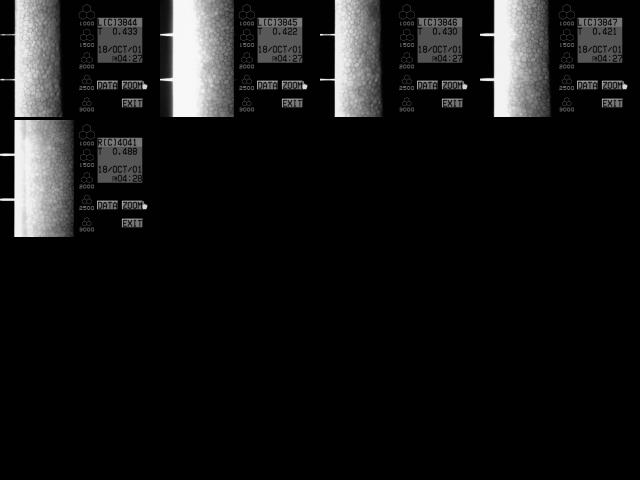 L(C)3844
1000
T 0.433
1500
18/OCT/01
PM04:27
2000
2500
DATA ZOOM
EXIT
3000
L(C)3845
1000
T 0.422
1500
18/OCT/01
PM04:27
2000
2500
DATA ZOOM
EXIT
3000
L(C)3846
1000
T 0.430
1500
18/OCT/01
PM04:27
2000
2500
DATA ZOOM
EXIT
3000
L(C)3847
1000
T 0.421
1500
18/OCT/01
PM04:27
2000
2500
DATA ZOOM
EXIT
3000
R(C)4041
1000
T 0.488
1500
18/OCT/01
PM04:28
2000
2500
DATA ZOOM
EXIT
3000